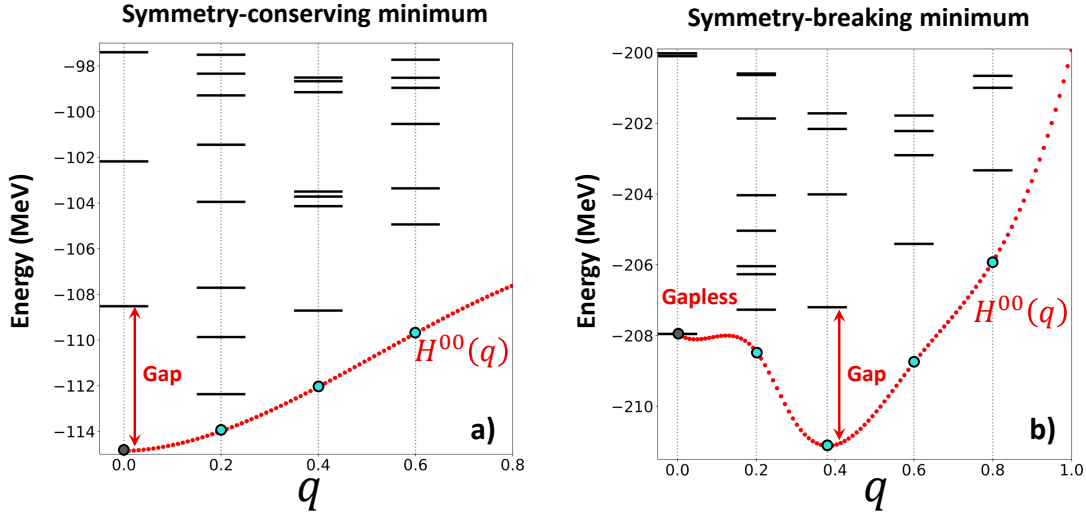 Symmetry-conserving minimum
Energy (MeV)
−98
−100
−102
−104
−106
−108
−110
−112
−114
Gap
H⁰⁰(q)
a)
0.0 0.2 0.4 0.6 0.8
q
Symmetry-breaking minimum
Energy (MeV)
−200
−202
−204
−206
−208
−210
Gapless
Gap
H⁰⁰(q)
b)
0.0 0.2 0.4 0.6 0.8 1.0
q